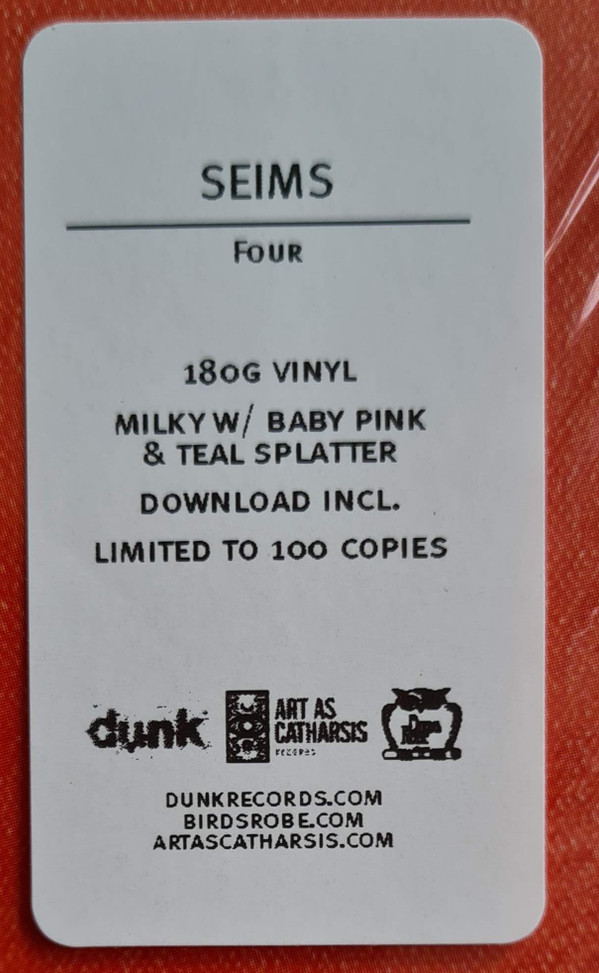 SEIMS
FOUR
180G VINYL
MILKY W/ BABY PINK
& TEAL SPLATTER
DOWNLOAD INCL.
LIMITED TO 100 COPIES
dunk
ART AS
CATHARSIS
records
DUNKRECORDS.COM
BIRDSROBE.COM
ARTASCATHARSIS.COM